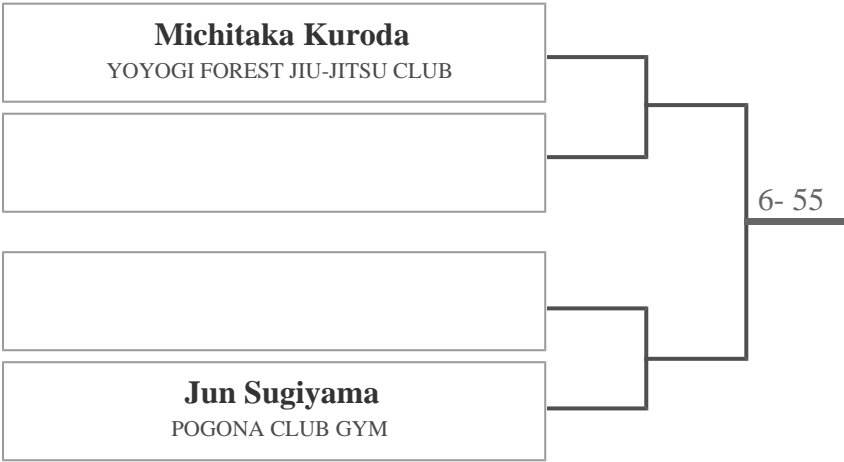 Michitaka Kuroda
YOYOGI FOREST JIU-JITSU CLUB
6- 55
Jun Sugiyama
POGONA CLUB GYM